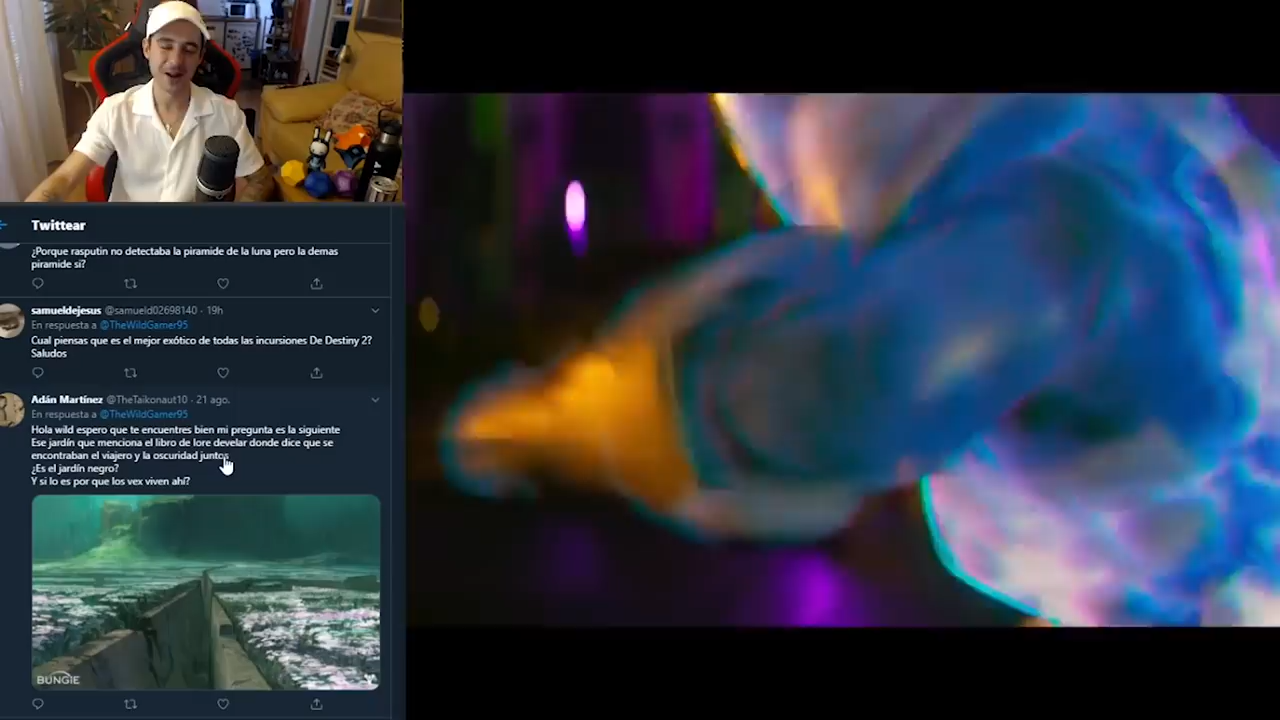 Twittear
¿Porque rasputin no detectaba la piramide de la luna pero la demas
piramide si?
samueldejesus @samueld02698140 · 19h
En respuesta a @TheWildGamer95
Cual piensas que es el mejor exótico de todas las incursiones De Destiny 2?
Saludos
Adán Martínez @TheTaikonaut10 · 21 ago.
En respuesta a @TheWildGamer95
Hola wild espero que te encuentres bien mi pregunta es la siguiente
Ese jardín que menciona el libro de lore develar donde dice que se
encontraban el viajero y la oscuridad juntos
¿Es el jardín negro?
Y si lo es por que los vex viven ahí?
BUNGIE